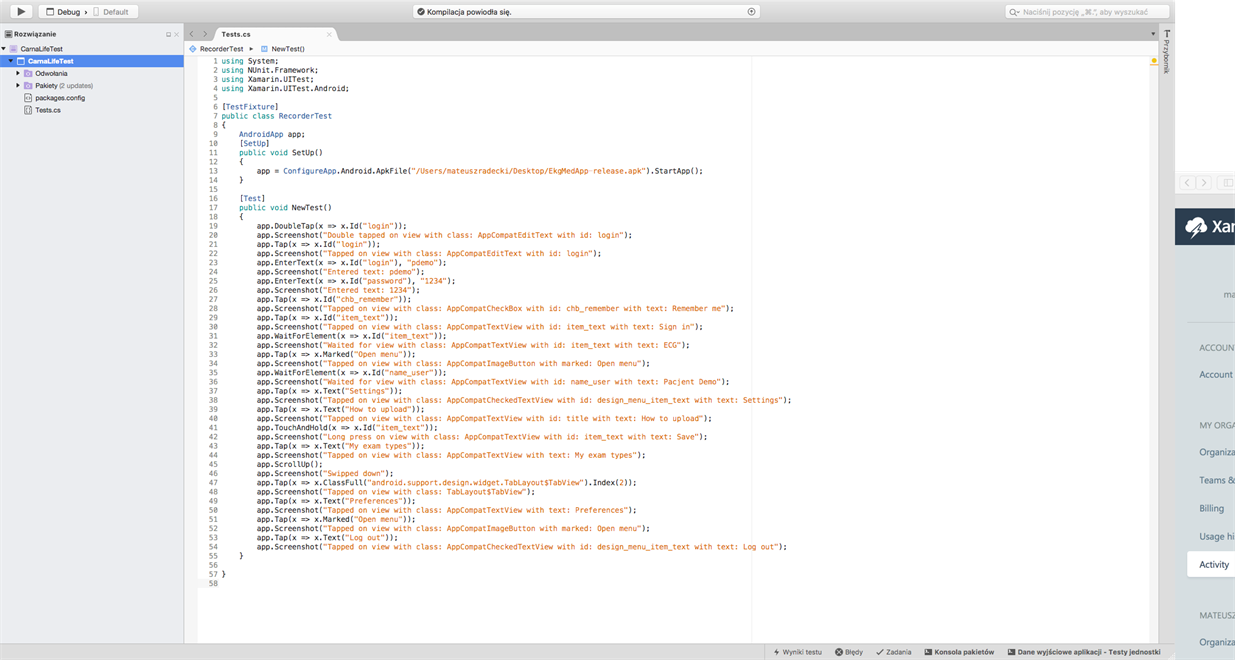 Debug › Default
Kompilacja powiodła się.
Naciśnij pozycję „⌘.”, aby wyszukać
Rozwiązanie
CarnaLifeTest
CarnaLifeTest
Odwołania
Pakiety (2 updates)
packages.config
Tests.cs
Tests.cs
RecorderTest ▸ NewTest()
1 using System;
2 using NUnit.Framework;
3 using Xamarin.UITest;
4 using Xamarin.UITest.Android;
5
6 [TestFixture]
7 public class RecorderTest
8 {
9 AndroidApp app;
10 [SetUp]
11 public void SetUp()
12 {
13 app = ConfigureApp.Android.ApkFile("/Users/mateuszradecki/Desktop/EkgMedApp-release.apk").StartApp();
14 }
15
16 [Test]
17 public void NewTest()
18 {
19 app.DoubleTap(x => x.Id("login"));
20 app.Screenshot("Double tapped on view with class: AppCompatEditText with id: login");
21 app.Tap(x => x.Id("login"));
22 app.Screenshot("Tapped on view with class: AppCompatEditText with id: login");
23 app.EnterText(x => x.Id("login"), "pdemo");
24 app.Screenshot("Entered text: pdemo");
25 app.EnterText(x => x.Id("password"), "1234");
26 app.Screenshot("Entered text: 1234");
27 app.Tap(x => x.Id("chb_remember"));
28 app.Screenshot("Tapped on view with class: AppCompatCheckBox with id: chb_remember with text: Remember me");
29 app.Tap(x => x.Id("item_text"));
30 app.Screenshot("Tapped on view with class: AppCompatTextView with id: item_text with text: Sign in");
31 app.WaitForElement(x => x.Id("item_text"));
32 app.Screenshot("Waited for view with class: AppCompatTextView with id: item_text with text: ECG");
33 app.Tap(x => x.Marked("Open menu"));
34 app.Screenshot("Tapped on view with class: AppCompatImageButton with marked: Open menu");
35 app.WaitForElement(x => x.Id("name_user"));
36 app.Screenshot("Waited for view with class: AppCompatTextView with id: name_user with text: Pacjent Demo");
37 app.Tap(x => x.Text("Settings"));
38 app.Screenshot("Tapped on view with class: AppCompatCheckedTextView with id: design_menu_item_text with text: Settings");
39 app.Tap(x => x.Text("How to upload"));
40 app.Screenshot("Tapped on view with class: AppCompatTextView with id: title with text: How to upload");
41 app.TouchAndHold(x => x.Id("item_text"));
42 app.Screenshot("Long press on view with class: AppCompatTextView with id: item_text with text: Save");
43 app.Tap(x => x.Text("My exam types"));
44 app.Screenshot("Tapped on view with class: AppCompatTextView with text: My exam types");
45 app.ScrollUp();
46 app.Screenshot("Swipped down");
47 app.Tap(x => x.ClassFull("android.support.design.widget.TabLayout$TabView").Index(2));
48 app.Screenshot("Tapped on view with class: TabLayout$TabView");
49 app.Tap(x => x.Text("Preferences"));
50 app.Screenshot("Tapped on view with class: AppCompatTextView with text: Preferences");
51 app.Tap(x => x.Marked("Open menu"));
52 app.Screenshot("Tapped on view with class: AppCompatImageButton with marked: Open menu");
53 app.Tap(x => x.Text("Log out"));
54 app.Screenshot("Tapped on view with class: AppCompatCheckedTextView with id: design_menu_item_text with text: Log out");
55 }
56
57 }
58
Przybornik
Xar
ma
ACCOUN
Account
MY ORGA
Organiza
Teams &
Billing
Usage hi
Activity
MATEUSZ
Organiza
Wyniki testu Błędy Zadania Konsola pakietów Dane wyjściowe aplikacji - Testy jednostki